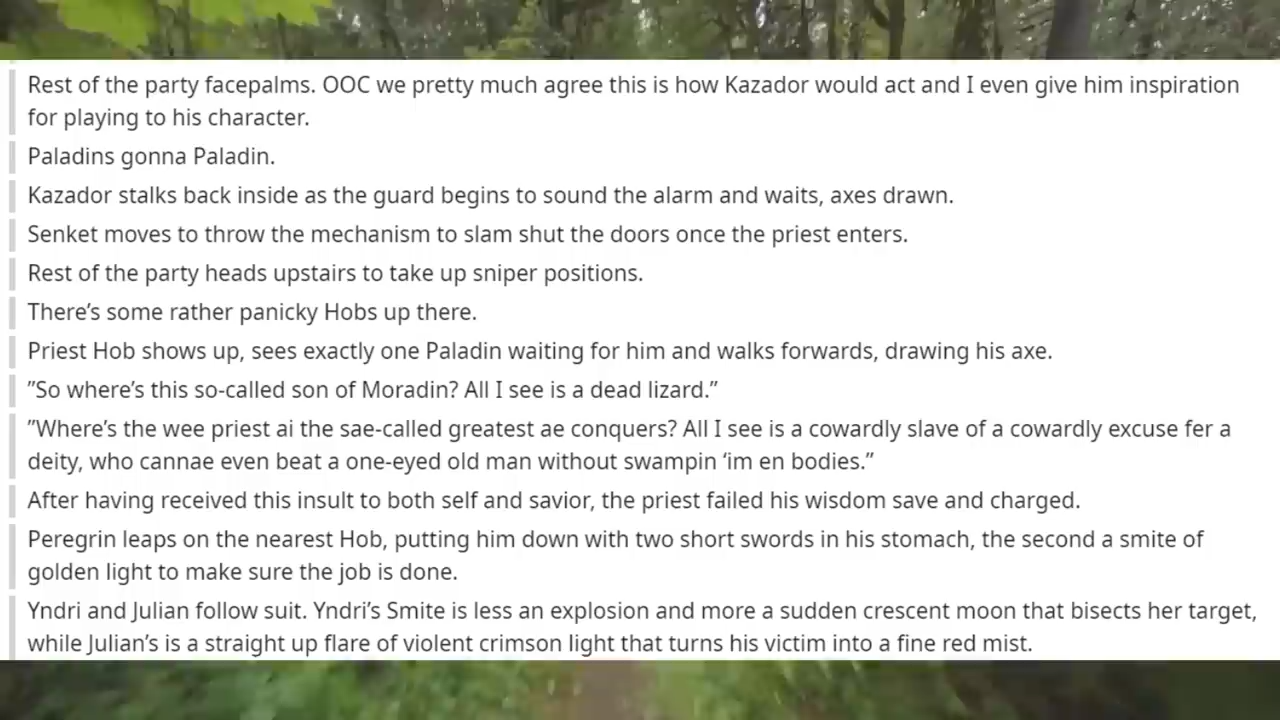 Rest of the party facepalms. OOC we pretty much agree this is how Kazador would act and I even give him inspiration
for playing to his character.
Paladins gonna Paladin.
Kazador stalks back inside as the guard begins to sound the alarm and waits, axes drawn.
Senket moves to throw the mechanism to slam shut the doors once the priest enters.
Rest of the party heads upstairs to take up sniper positions.
There’s some rather panicky Hobs up there.
Priest Hob shows up, sees exactly one Paladin waiting for him and walks forwards, drawing his axe.
”So where’s this so-called son of Moradin? All I see is a dead lizard.”
”Where’s the wee priest ai the sae-called greatest ae conquers? All I see is a cowardly slave of a cowardly excuse fer a
deity, who cannae even beat a one-eyed old man without swampin ‘im en bodies.”
After having received this insult to both self and savior, the priest failed his wisdom save and charged.
Peregrin leaps on the nearest Hob, putting him down with two short swords in his stomach, the second a smite of
golden light to make sure the job is done.
Yndri and Julian follow suit. Yndri’s Smite is less an explosion and more a sudden crescent moon that bisects her target,
while Julian’s is a straight up flare of violent crimson light that turns his victim into a fine red mist.